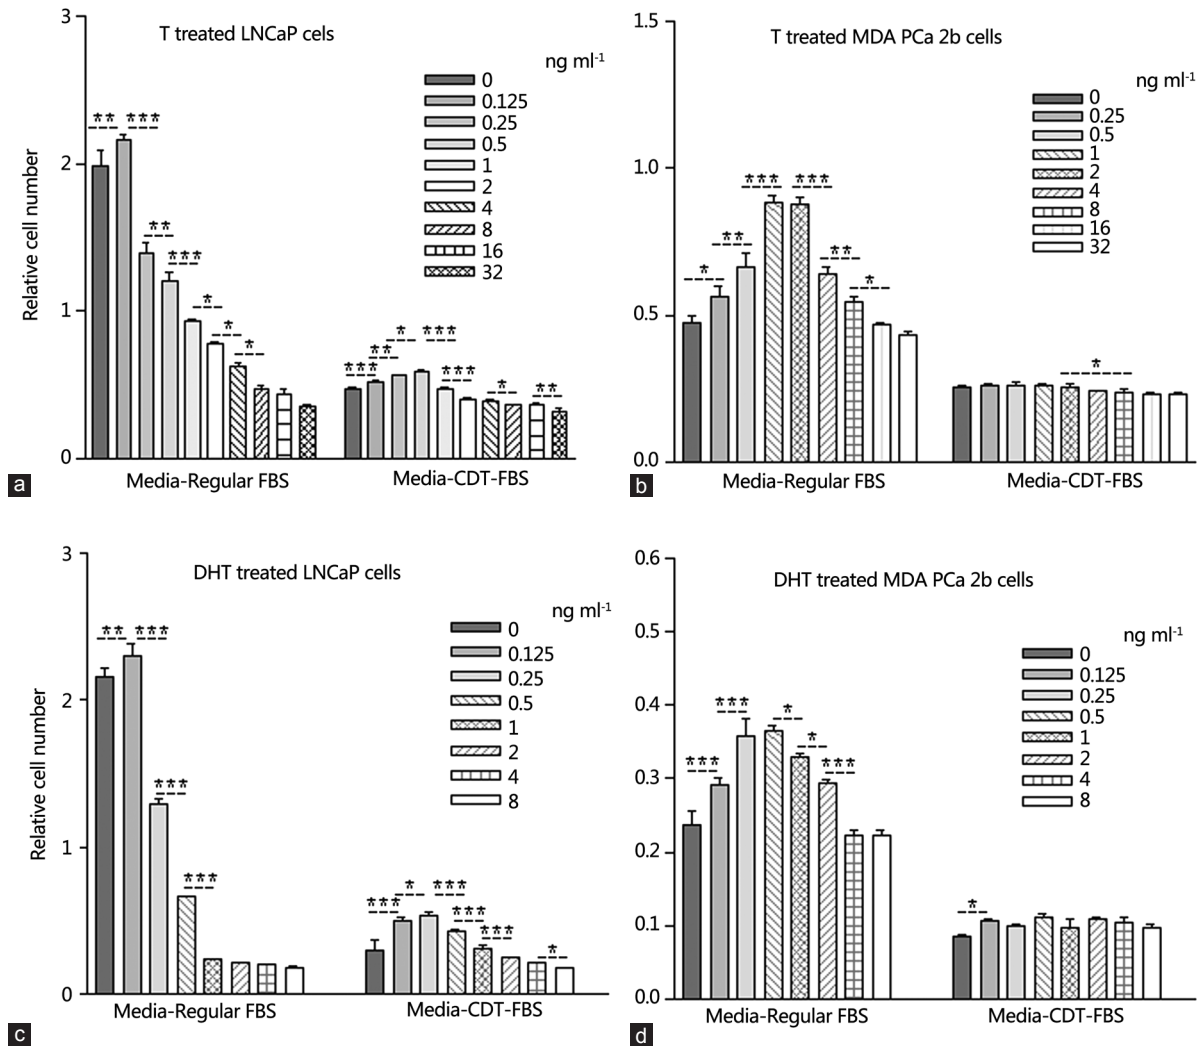 3
T treated LNCaP cels
ng ml-1
0
0.125
0.25
0.5
1
2
4
8
16
32
** ***
2
** ***
1
* * *
*** ** * *** *** * **
0
Relative cell number
Media-Regular FBS
Media-CDT-FBS
a
1.5
T treated MDA PCa 2b cells
ng ml-1
0
0.25
0.5
1
2
4
8
16
32
1.0
* ** *** *** ** *
0.5
*
0.0
Media-Regular FBS
Media-CDT-FBS
b
3
DHT treated LNCaP cells
ng ml-1
0
0.125
0.25
0.5
1
2
4
8
** ***
2
***
1
***
*** * *** *** *** *
0
Relative cell number
Media-Regular FBS
Media-CDT-FBS
c
0.6
DHT treated MDA PCa 2b cells
ng ml-1
0
0.125
0.25
0.5
1
2
4
8
0.5
0.4
*** *** * * ***
0.3
0.2
*
0.1
0.0
Media-Regular FBS
Media-CDT-FBS
d